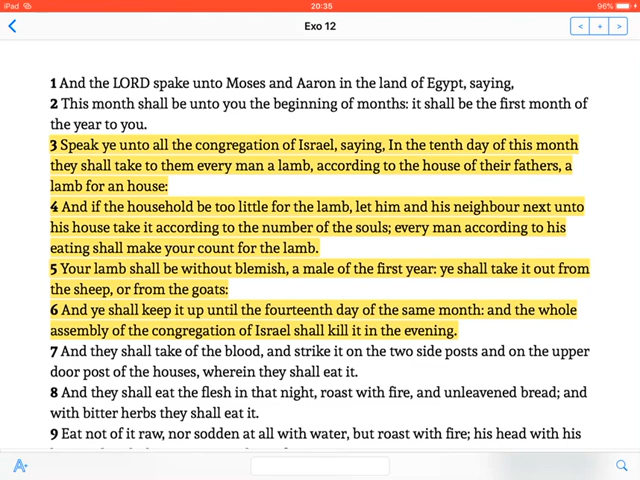 iPad
20:35
96%
Exo 12
< + >
1 And the LORD spake unto Moses and Aaron in the land of Egypt, saying,
2 This month shall be unto you the beginning of months: it shall be the first month of
the year to you.
3 Speak ye unto all the congregation of Israel, saying, In the tenth day of this month
they shall take to them every man a lamb, according to the house of their fathers, a
lamb for an house:
4 And if the household be too little for the lamb, let him and his neighbour next unto
his house take it according to the number of the souls; every man according to his
eating shall make your count for the lamb.
5 Your lamb shall be without blemish, a male of the first year: ye shall take it out from
the sheep, or from the goats:
6 And ye shall keep it up until the fourteenth day of the same month: and the whole
assembly of the congregation of Israel shall kill it in the evening.
7 And they shall take of the blood, and strike it on the two side posts and on the upper
door post of the houses, wherein they shall eat it.
8 And they shall eat the flesh in that night, roast with fire, and unleavened bread; and
with bitter herbs they shall eat it.
9 Eat not of it raw, nor sodden at all with water, but roast with fire; his head with his
A